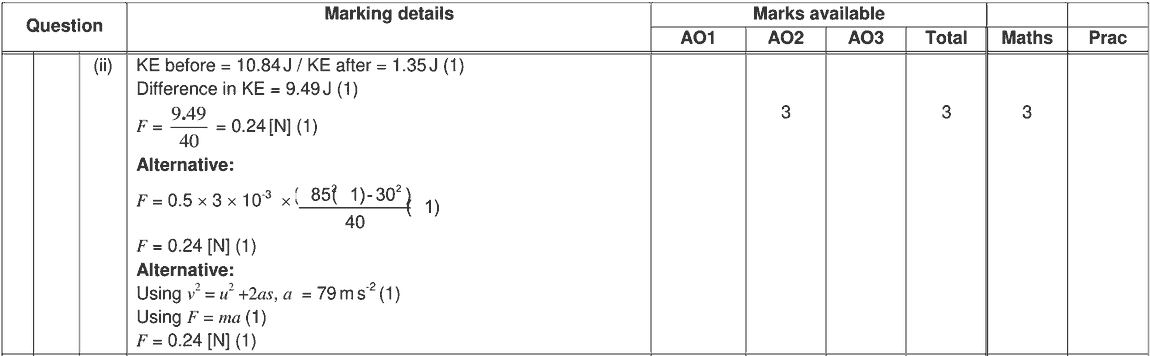 Question Marking details Marks available
AO1 AO2 AO3 Total Maths Prac
(ii) KE before = 10.84 J / KE after = 1.35 J (1)
Difference in KE = 9.49 J (1)
F = 9.49/40 = 0.24 [N] (1) 3 3 3
Alternative:
F = 0.5 × 3 × 10⁻³ × (85² (1) - 30²)/40 (1)
F = 0.24 [N] (1)
Alternative:
Using v² = u² +2as, a = 79 m s⁻² (1)
Using F = ma (1)
F = 0.24 [N] (1)